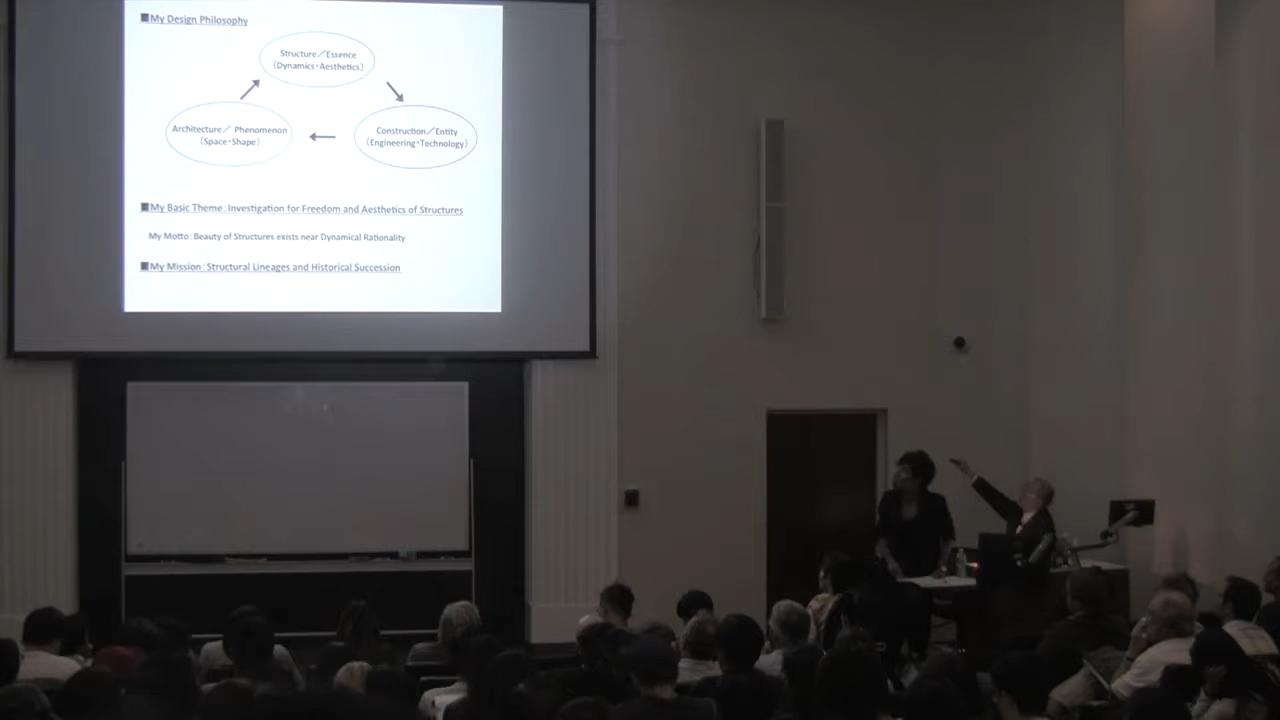 ■My Design Philosophy
Structure／Essence
(Dynamics・Aesthetics)
Architecture／ Phenomenon
(Space・Shape)
Construction／Entity
(Engineering・Technology)
■My Basic Theme：Investigation for Freedom and Aesthetics of Structures
My Motto：Beauty of Structures exists near Dynamical Rationality
■My Mission：Structural Lineages and Historical Succession